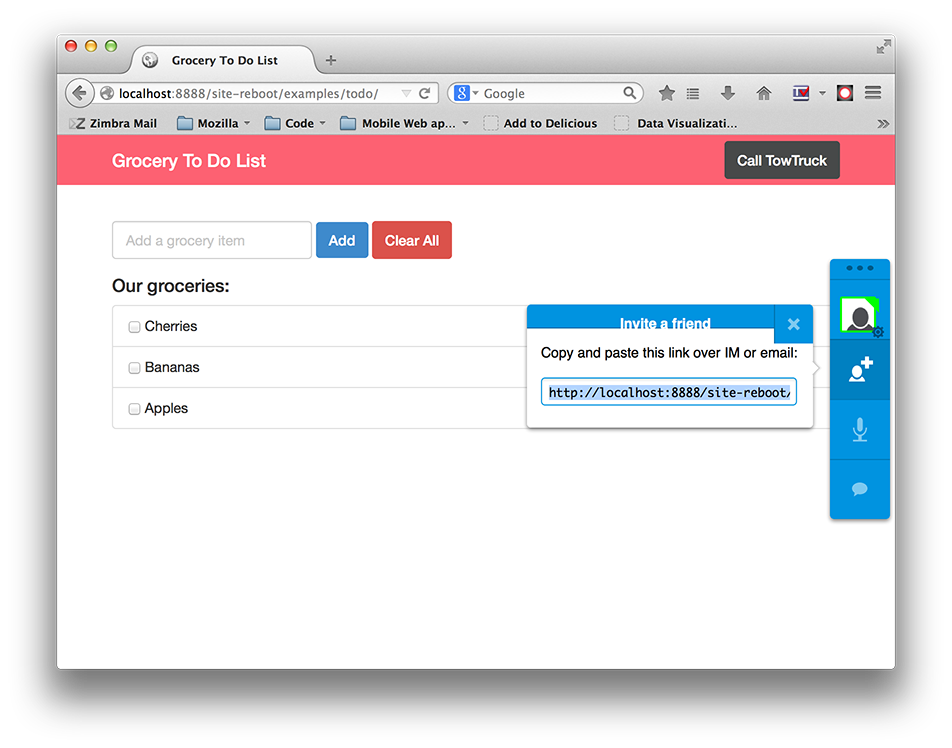 Grocery To Do List
localhost:8888/site-reboot/examples/todo/
8
Google
Zimbra Mail
Mozilla
Code
Mobile Web ap...
Add to Delicious
Data Visualizati...
Grocery To Do List
Call TowTruck
Add a grocery item
Add
Clear All
Our groceries:
Cherries
Bananas
Apples
Invite a friend
Copy and paste this link over IM or email:
http://localhost:8888/site-reboot/